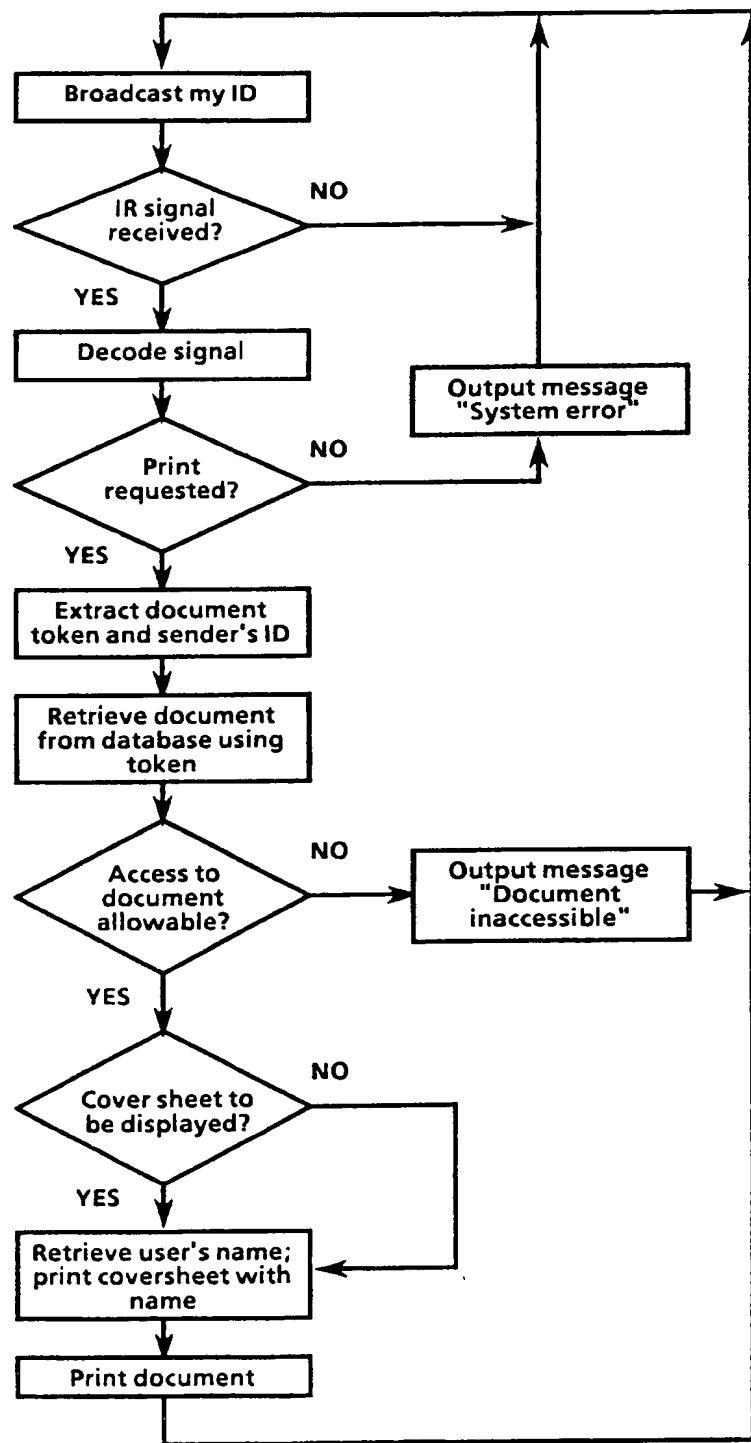 Broadcast my ID
IR signal
received?
NO
YES
Decode signal
Output message
"System error"
Print
requested?
NO
YES
Extract document
token and sender's ID
Retrieve document
from database using
token
Access to
document
allowable?
NO
Output message
"Document
inaccessible"
YES
Cover sheet to
be displayed?
NO
YES
Retrieve user's name;
print coversheet with
name
Print document